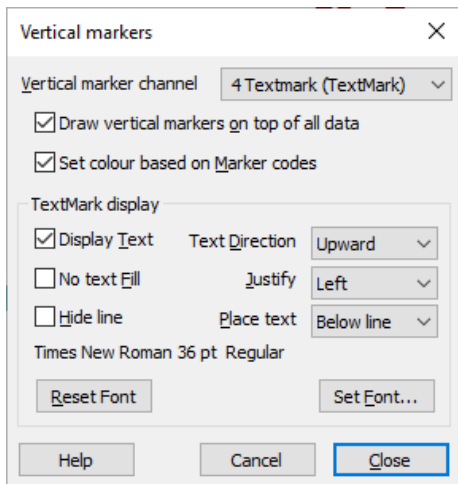 Vertical markers
Vertical marker channel 4 Textmark (TextMark)
Draw vertical markers on top of all data
Set colour based on Marker codes
TextMark display
Display Text Text Direction Upward
No text Fill Justify Left
Hide line Place text Below line
Times New Roman 36 pt Regular
Reset Font Set Font...
Help Cancel Close